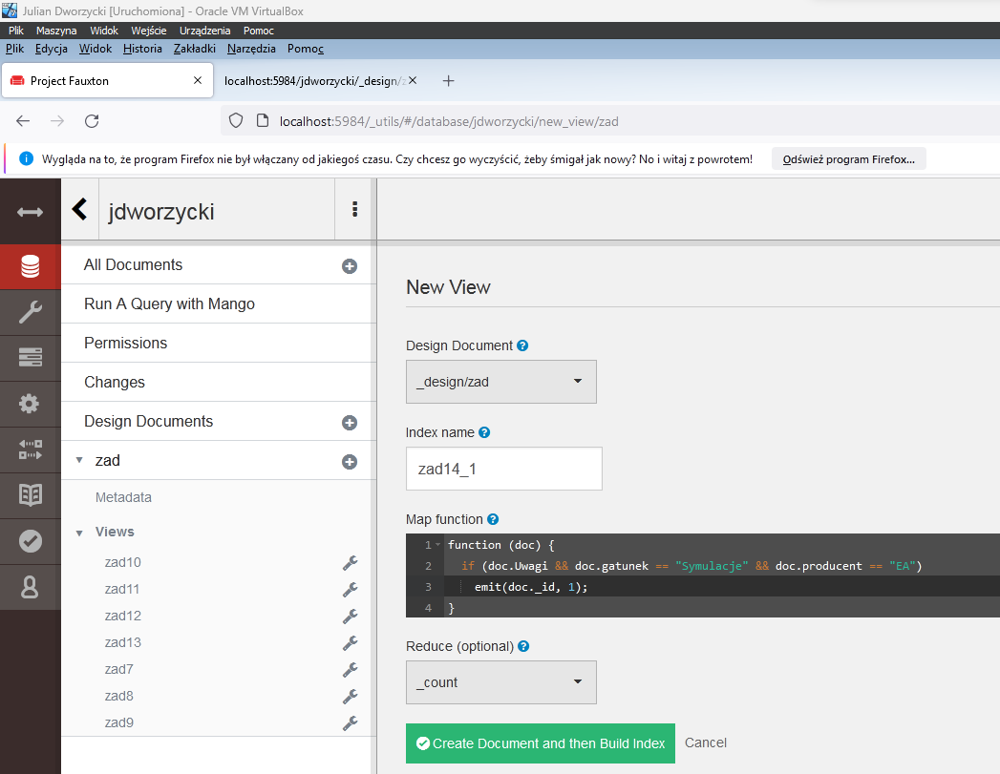 Julian Dworzycki [Uruchomiona] - Oracle VM VirtualBox
Plik Maszyna Widok Wejście Urządzenia Pomoc
Plik Edycja Widok Historia Zakładki Narzędzia Pomoc
Project Fauxton
localhost:5984/jdworzycki/_design/z
localhost:5984/_utils/#/database/jdworzycki/new_view/zad
Wygląda na to, że program Firefox nie był włączany od jakiegoś czasu. Czy chcesz go wyczyścić, żeby śmigał jak nowy? No i witaj z powrotem!
Odśwież program Firefox...
jdworzycki
All Documents
Run A Query with Mango
Permissions
Changes
Design Documents
zad
Metadata
Views
zad10
zad11
zad12
zad13
zad7
zad8
zad9
New View
Design Document
_design/zad
Index name
zad14_1
Map function
1 function (doc) {
2 if (doc.Uwagi && doc.gatunek == "Symulacje" && doc.producent == "EA")
3 emit(doc._id, 1);
4 }
Reduce (optional)
_count
Create Document and then Build Index
Cancel